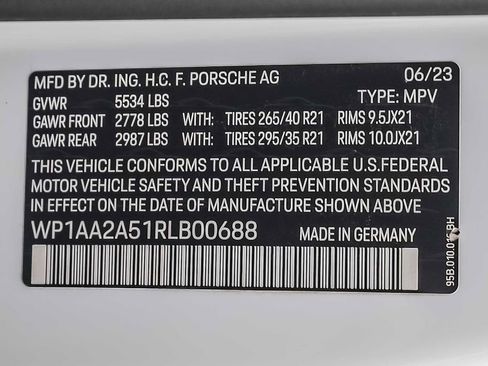 MFD BY DR. ING. H.C. F. PORSCHE AG 06/23
GVWR 5534 LBS TYPE: MPV
GAWR FRONT 2778 LBS WITH: TIRES 265/40 R21 RIMS 9.5JX21
GAWR REAR 2987 LBS WITH: TIRES 295/35 R21 RIMS 10.0JX21
THIS VEHICLE CONFORMS TO ALL APPLICABLE U.S.FEDERAL
MOTOR VEHICLE SAFETY AND THEFT PREVENTION STANDARDS
IN EFFECT ON THE DATE OF MANUFACTURE SHOWN ABOVE.
WP1AA2A51RLB00688 MADE IN GERMANY